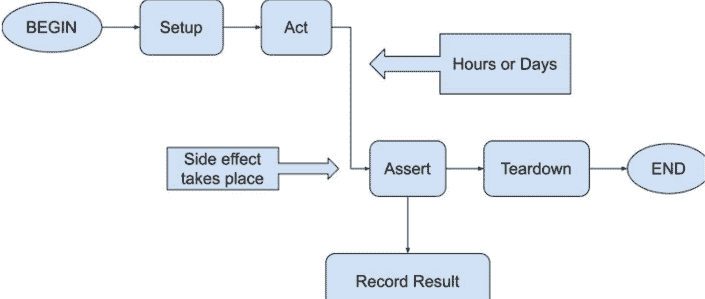 BEGIN
Setup
Act
Hours or Days
Side effect
takes place
Assert
Teardown
END
Record Result